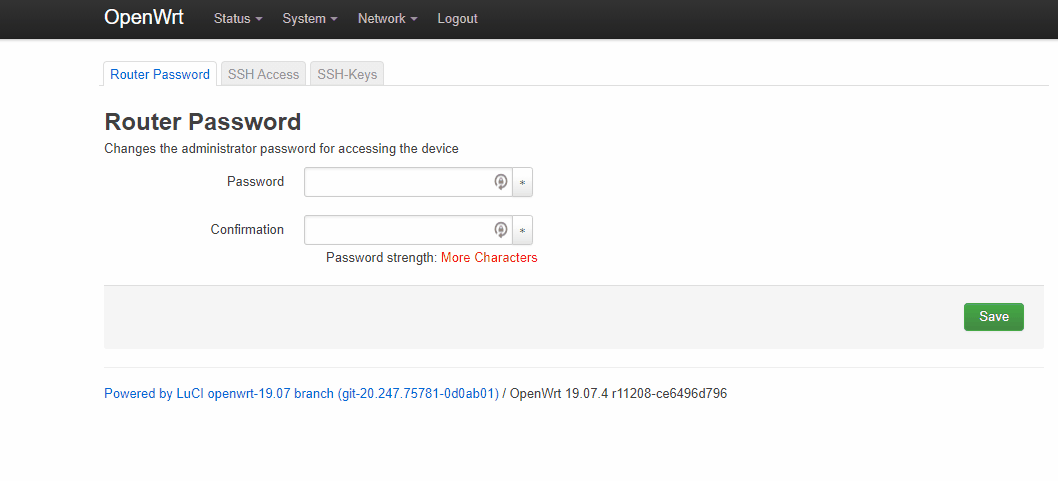 OpenWrt Status System Network Logout
Router Password SSH Access SSH-Keys
Router Password
Changes the administrator password for accessing the device
Password *
Confirmation *
Password strength: More Characters
Save
Powered by LuCI openwrt-19.07 branch (git-20.247.75781-0d0ab01) / OpenWrt 19.07.4 r11208-ce6496d796